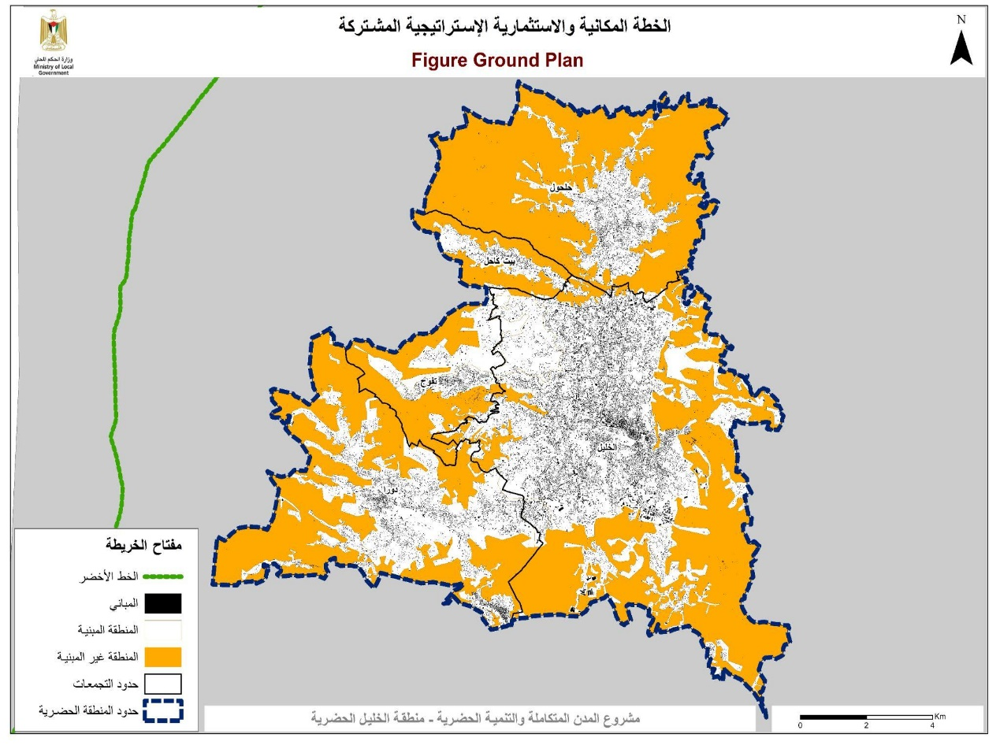 الخطة المكانية والاستثمارية الإستراتيجية المشتركة
Figure Ground Plan
وزارة الحكم المحلي
Ministry of Local
Government
N
حلحول
بيت كاحل
تفوح
الخليل
دورا
مفتاح الخريطة
الخط الأخضر
المباني
المنطقة المبنية
المنطقة غير المبنية
حدود التجمعات
حدود المنطقة الحضرية
مشروع المدن المتكاملة والتنمية الحضرية - منطقة الخليل الحضرية
Km
0 2 4